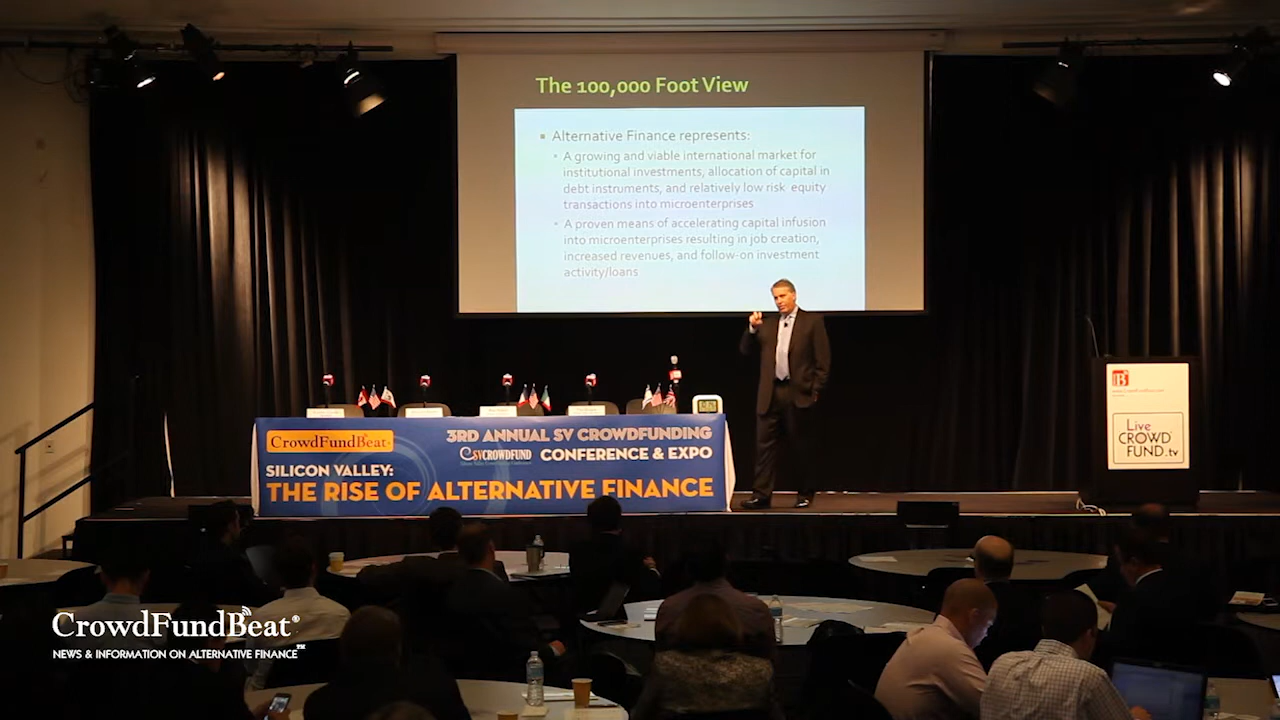 The 100,000 Foot View
Alternative Finance represents:
A growing and viable international market for
institutional investments, allocation of capital in
debt instruments, and relatively low risk equity
transactions into microenterprises
A proven means of accelerating capital infusion
into microenterprises resulting in job creation,
increased revenues, and follow-on investment
activity/loans
CrowdFundBeat
3RD ANNUAL SV CROWDFUNDING
SVCROWDFUND
CONFERENCE & EXPO
SILICON VALLEY:
THE RISE OF ALTERNATIVE FINANCE
B
Live
CROWD
FUND.tv
CrowdFundBeat®
NEWS & INFORMATION ON ALTERNATIVE FINANCE™